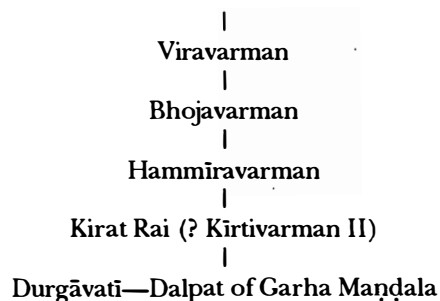 Viravarman
Bhojavarman
Hammīravarman
Kirat Rai (? Kīrtivarman II)
Durgāvatī—Dalpat of Garha Maṇḍala